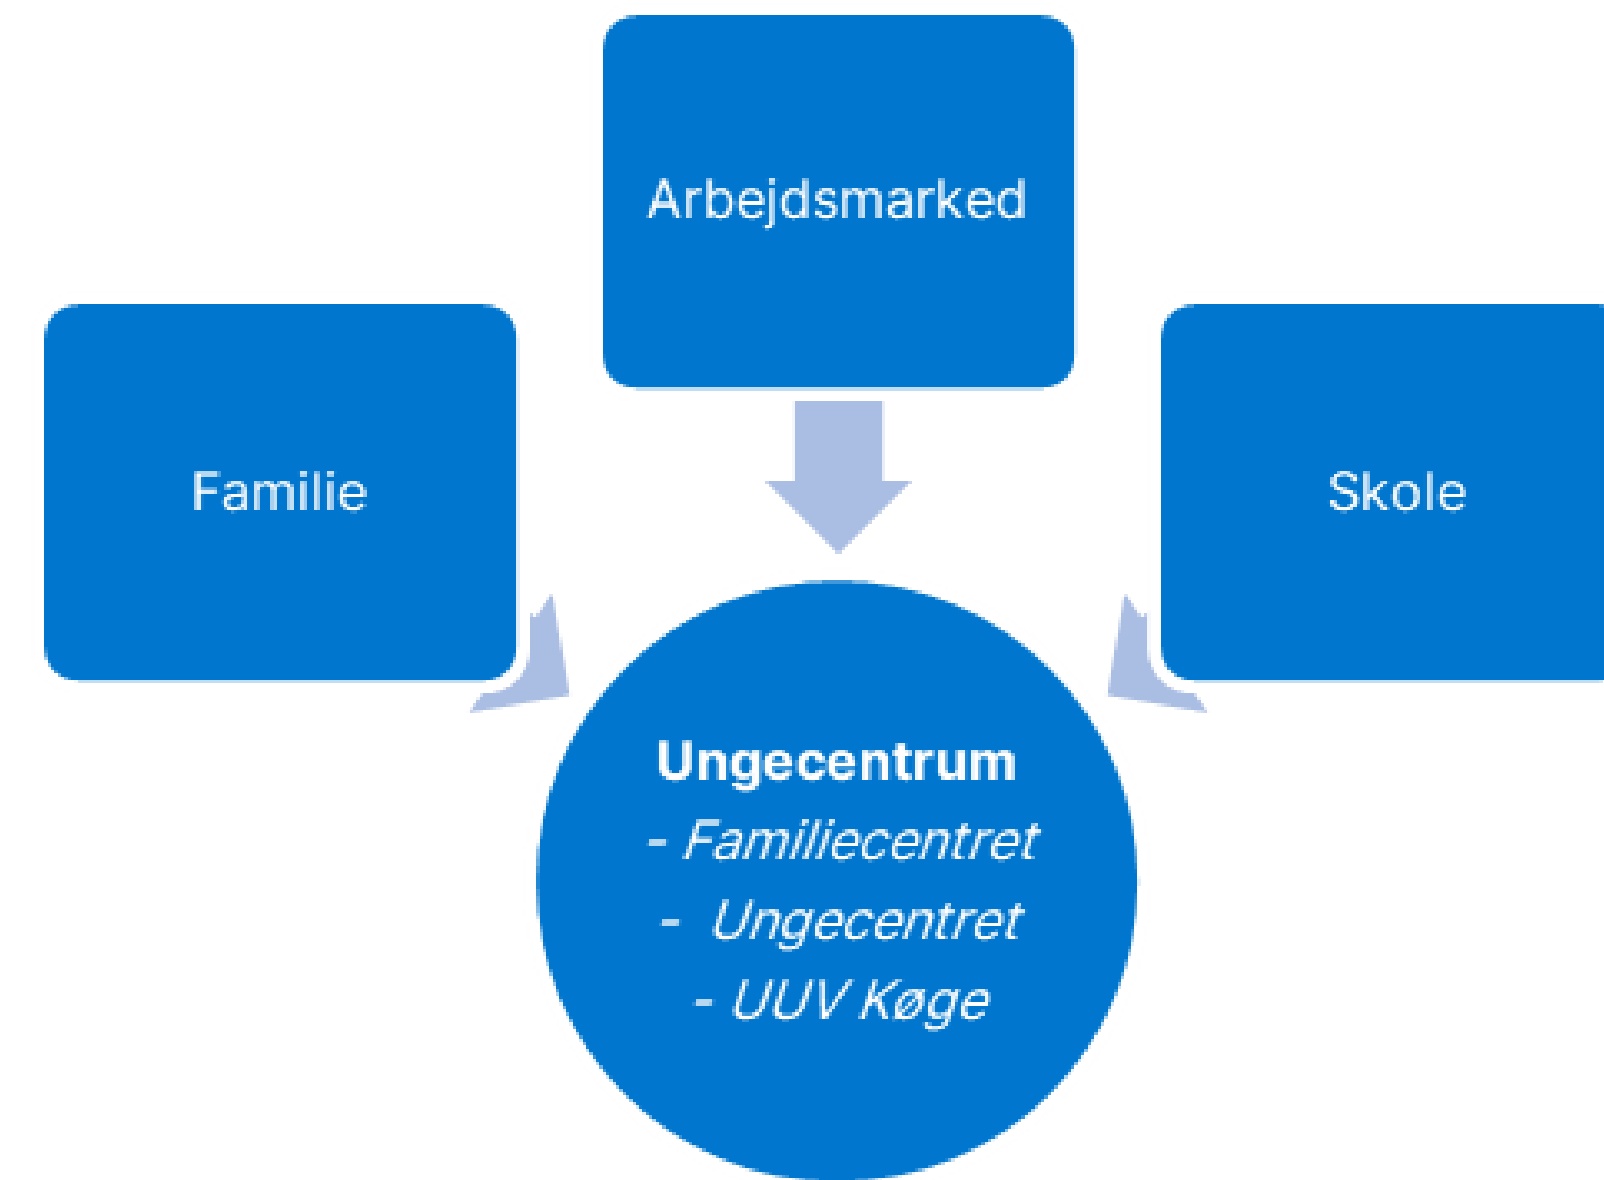 Arbejdsmarked
Familie
Skole
Ungecentrum
- Familiecentret
- Ungecentret
- UUV Køge